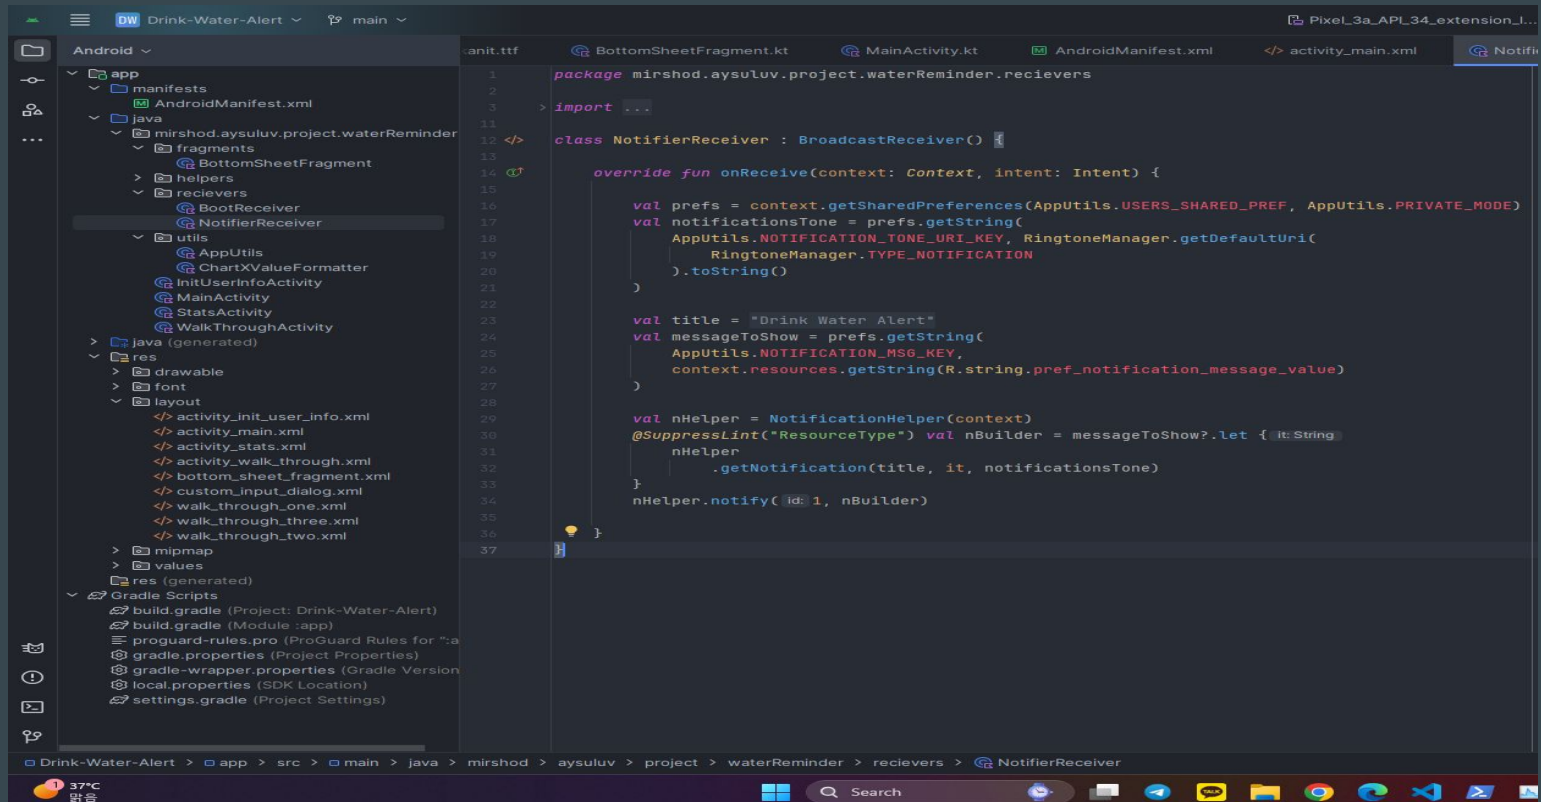 DW Drink-Water-Alert main Pixel_3a_API_34_extension_l...
Android
anit.ttf BottomSheetFragment.kt MainActivity.kt AndroidManifest.xml activity_main.xml Notifi
app
manifests
AndroidManifest.xml
java
mirshod.aysuluv.project.waterReminder
fragments
BottomSheetFragment
helpers
recievers
BootReceiver
NotifierReceiver
utils
AppUtils
ChartXValueFormatter
InitUserInfoActivity
MainActivity
StatsActivity
WalkThroughActivity
java (generated)
res
drawable
font
layout
activity_init_user_info.xml
activity_main.xml
activity_stats.xml
activity_walk_through.xml
bottom_sheet_fragment.xml
custom_input_dialog.xml
walk_through_one.xml
walk_through_three.xml
walk_through_two.xml
mipmap
values
res (generated)
Gradle Scripts
build.gradle (Project: Drink-Water-Alert)
build.gradle (Module :app)
proguard-rules.pro (ProGuard Rules for ":a
gradle.properties (Project Properties)
gradle-wrapper.properties (Gradle Version
local.properties (SDK Location)
settings.gradle (Project Settings)
1 package mirshod.aysuluv.project.waterReminder.recievers
2
3 > import ...
11
12 </> class NotifierReceiver : BroadcastReceiver() {
13
14 override fun onReceive(context: Context, intent: Intent) {
15
16 val prefs = context.getSharedPreferences(AppUtils.USERS_SHARED_PREF, AppUtils.PRIVATE_MODE)
17 val notificationsTone = prefs.getString(
18 AppUtils.NOTIFICATION_TONE_URI_KEY, RingtoneManager.getDefaultUri(
19 RingtoneManager.TYPE_NOTIFICATION
20 ).toString()
21 )
22
23 val title = "Drink Water Alert"
24 val messageToShow = prefs.getString(
25 AppUtils.NOTIFICATION_MSG_KEY,
26 context.resources.getString(R.string.pref_notification_message_value)
27 )
28
29 val nHelper = NotificationHelper(context)
30 @SuppressLint("ResourceType") val nBuilder = messageToShow?.let { it: String
31 nHelper
32 .getNotification(title, it, notificationsTone)
33 }
34 nHelper.notify( id: 1, nBuilder)
35
36 }
37 }
Drink-Water-Alert > app > src > main > java > mirshod > aysuluv > project > waterReminder > recievers > NotifierReceiver
1 37°C
맑음
Search
TALK